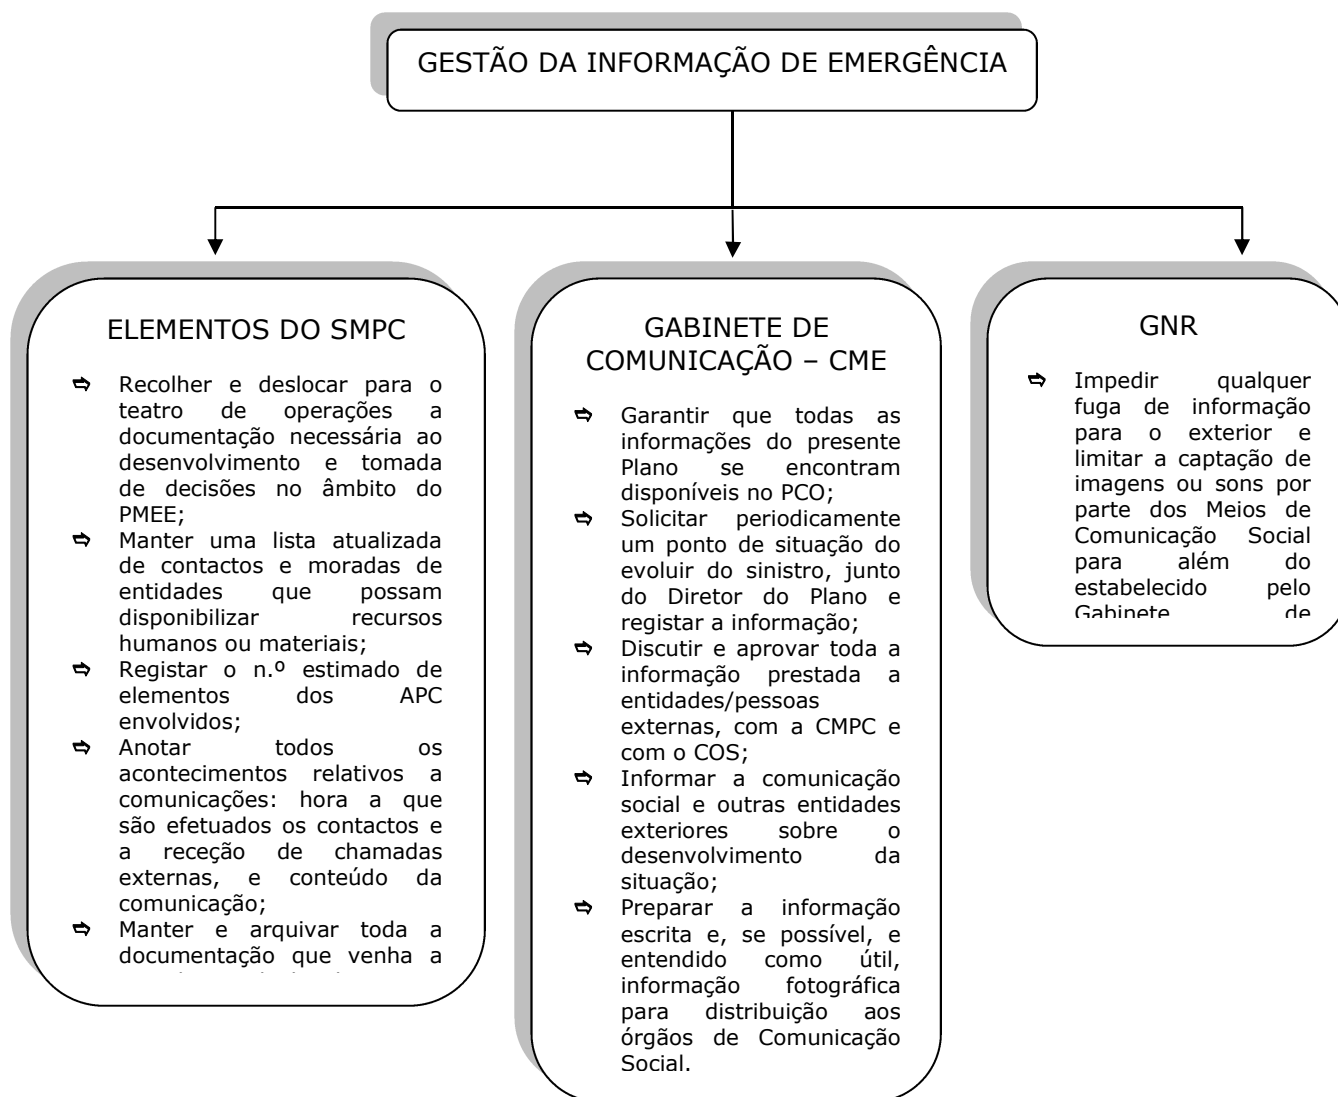 GESTÃO DA INFORMAÇÃO DE EMERGÊNCIA
ELEMENTOS DO SMPC
Recolher e deslocar para o
teatro de operações a
documentação necessária ao
desenvolvimento e tomada
de decisões no âmbito do
PMEE;
Manter uma lista atualizada
de contactos e moradas de
entidades que possam
disponibilizar recursos
humanos ou materiais;
Registar o n.º estimado de
elementos dos APC
envolvidos;
Anotar todos os
acontecimentos relativos a
comunicações: hora a que
são efetuados os contactos e
a receção de chamadas
externas, e conteúdo da
comunicação;
Manter e arquivar toda a
documentação que venha a
GABINETE DE
COMUNICAÇÃO – CME
Garantir que todas as
informações do presente
Plano se encontram
disponíveis no PCO;
Solicitar periodicamente
um ponto de situação do
evoluir do sinistro, junto
do Diretor do Plano e
registar a informação;
Discutir e aprovar toda a
informação prestada a
entidades/pessoas
externas, com a CMPC e
com o COS;
Informar a comunicação
social e outras entidades
exteriores sobre o
desenvolvimento da
situação;
Preparar a informação
escrita e, se possível, e
entendido como útil,
informação fotográfica
para distribuição aos
órgãos de Comunicação
Social.
GNR
Impedir qualquer
fuga de informação
para o exterior e
limitar a captação de
imagens ou sons por
parte dos Meios de
Comunicação Social
para além do
estabelecido pelo
Gabinete de